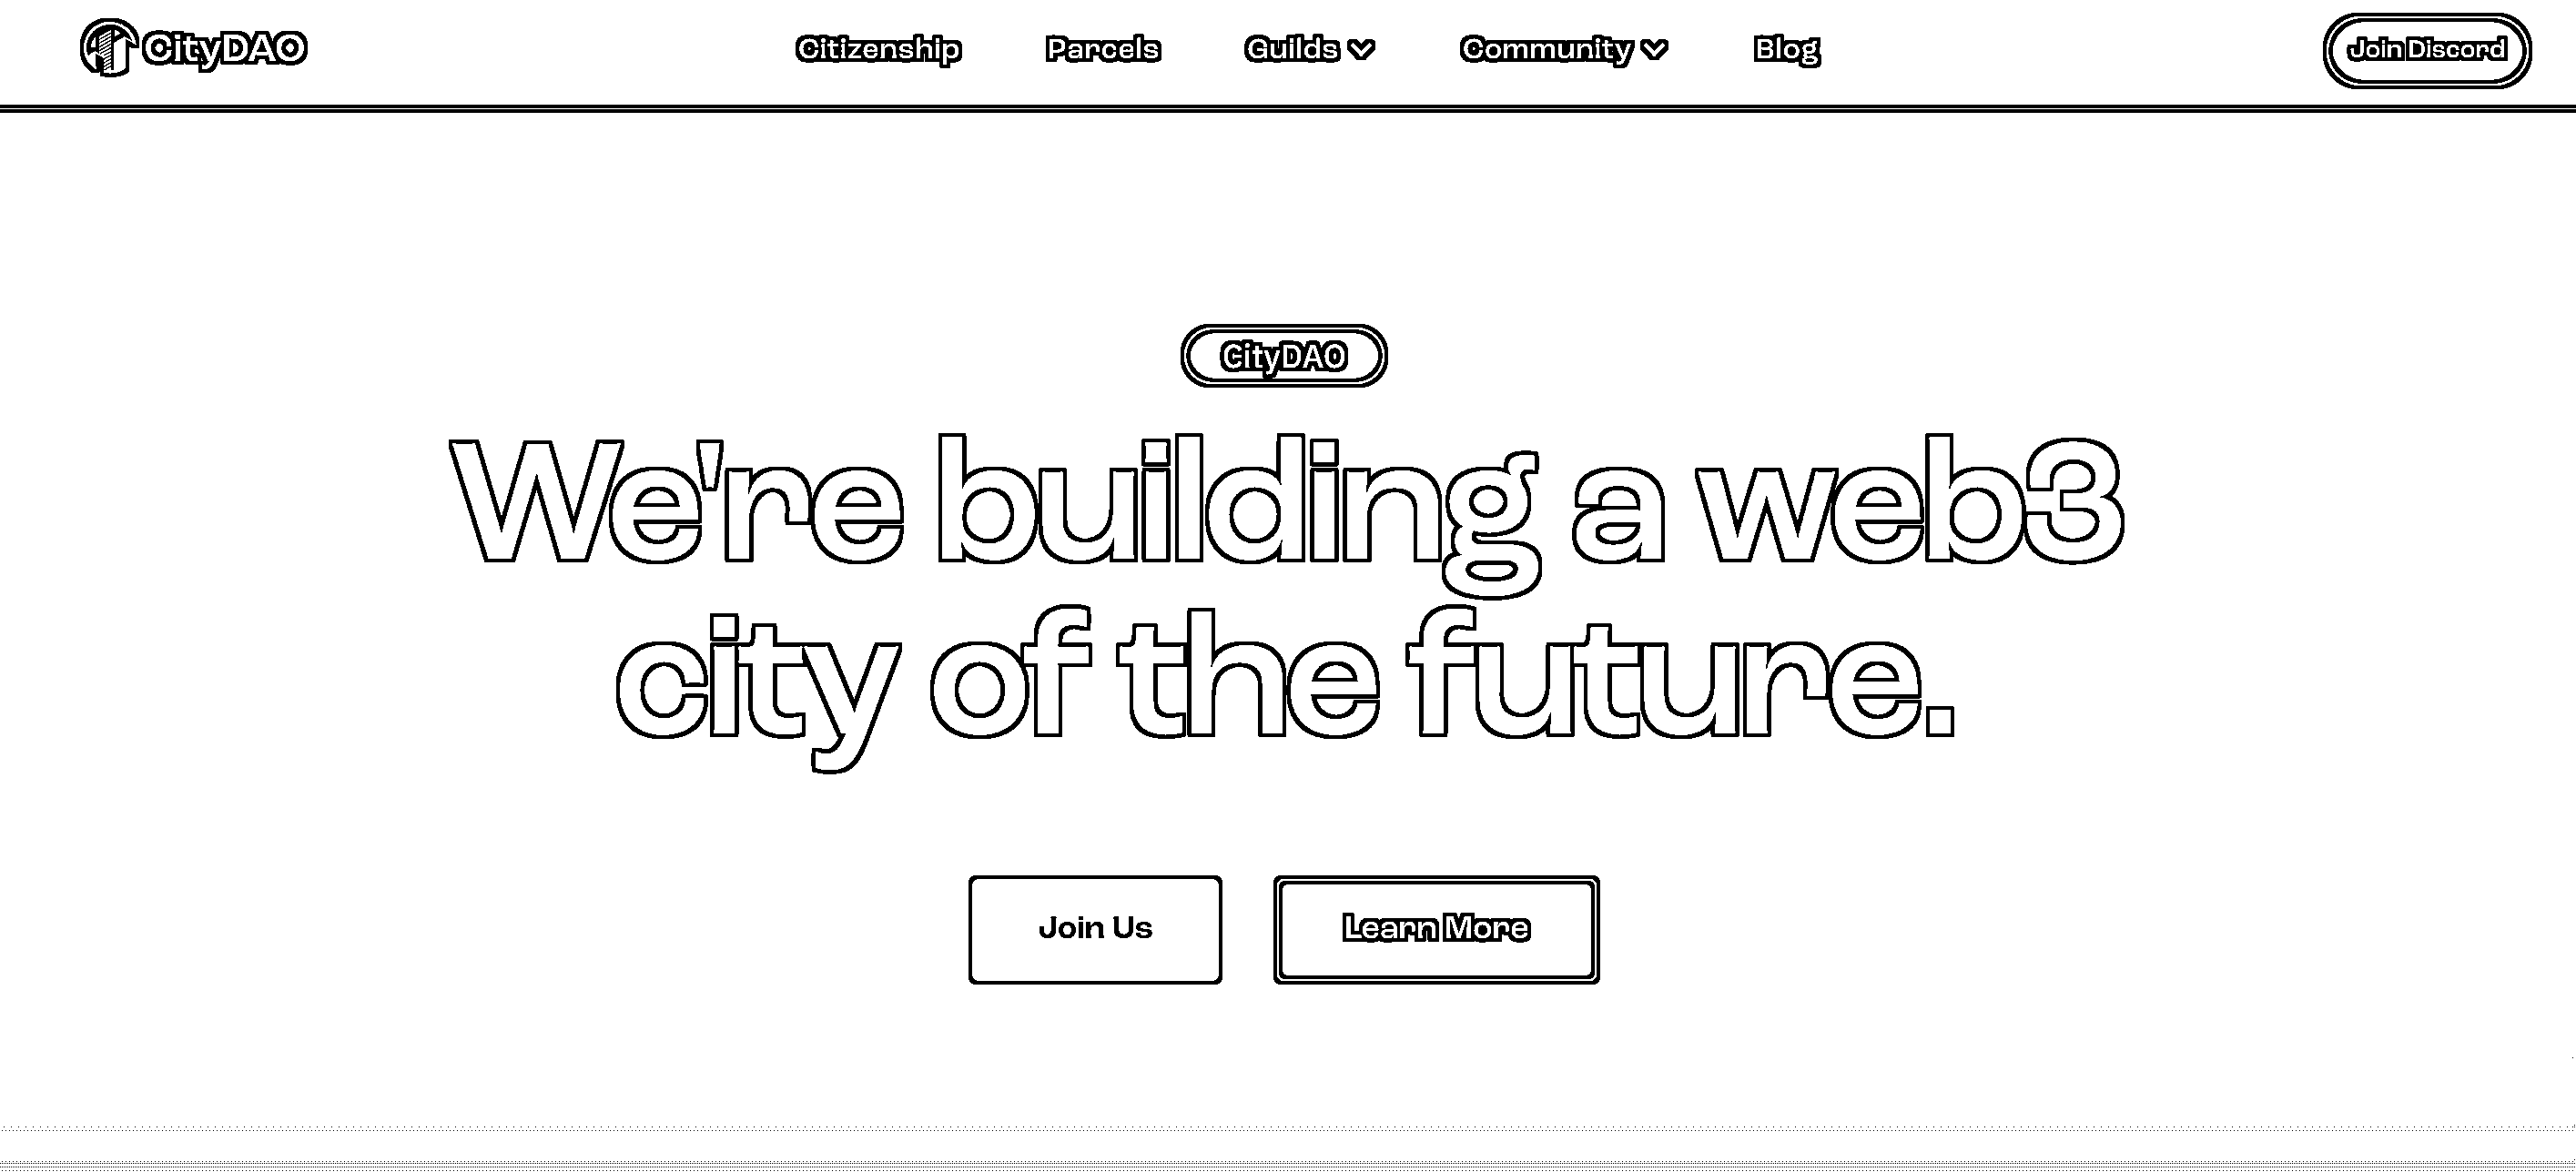 CityDAO
Citizenship
Parcels
Guilds
Community
Blog
Join Discord
CityDAO
We're building a web3
city of the future.
Join Us
Learn More